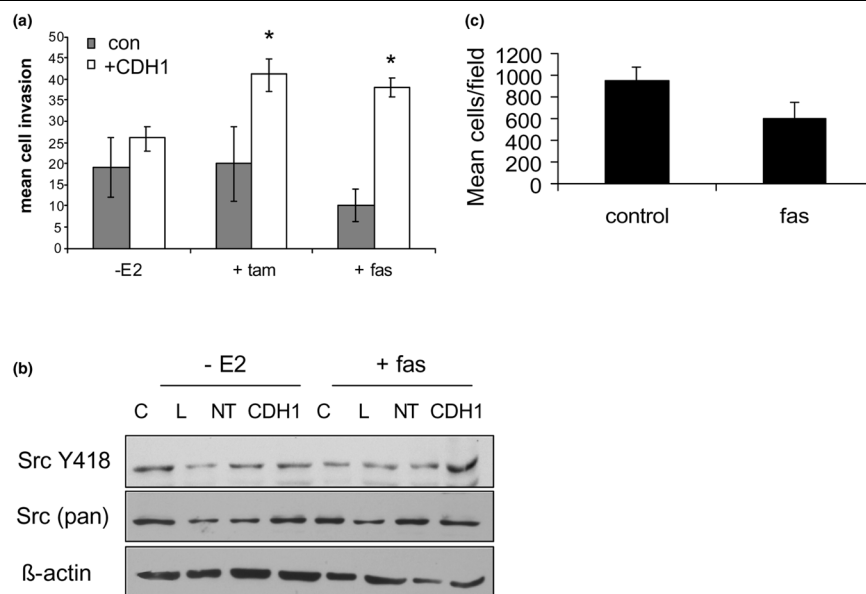 (a)
50
45
40
35
30
25
20
15
10
5
0
mean cell invasion
con
+CDH1
*
*
-E2
+ tam
+ fas
(c)
1200
1000
800
600
400
200
0
Mean cells/field
control
fas
(b)
- E2
+ fas
C L NT CDH1 C L NT CDH1
Src Y418
Src (pan)
ß-actin